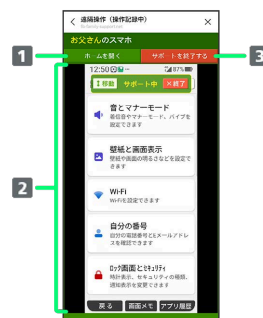 遠隔操作（操作記録中）
お父さんのスマホ
1
ホームを開く
サポートを終了する
3
12:50
87%
移動
サポート中
×終了
音とマナーモード
着信音やマナーモード、バイブを
設定できます
壁紙と画面表示
壁紙や画面の明るさなどを設定で
きます
2
Wi-Fi
Wi-Fiを設定できます
自分の番号
自分の電話番号とEメールアドレ
スを確認できます
ロック画面とセキュリティ
時計表示、セキュリティの種類、
通知表示を変更できます
戻る
画面メモ
アプリ履歴